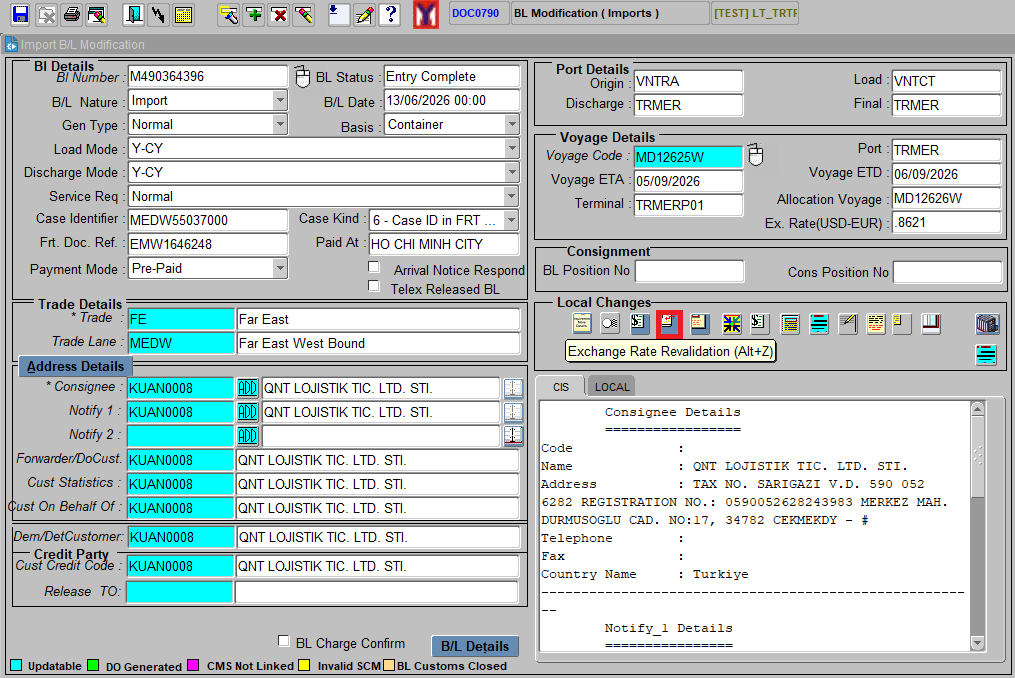 DOC0790 BL Modification ( Imports ) [TEST] LT_TRTF
Import B/L Modification
Bl Details
Bl Number : M490364396 BL Status : Entry Complete
B/L Nature : Import B/L Date : 13/06/2026 00:00
Gen Type : Normal Basis : Container
Load Mode : Y-CY
Discharge Mode : Y-CY
Service Req : Normal
Case Identifier : MEDW55037000 Case Kind : 6 - Case ID in FRT ...
Frt. Doc. Ref. : EMW1646248 Paid At : HO CHI MINH CITY
Payment Mode : Pre-Paid Arrival Notice Respond
Telex Released BL
Trade Details
* Trade : FE Far East
Trade Lane : MEDW Far East West Bound
Address Details
* Consignee : KUAN0008 ADD QNT LOJISTIK TIC. LTD. STI.
Notify 1 : KUAN0008 ADD QNT LOJISTIK TIC. LTD. STI.
Notify 2 : ADD
Forwarder/DoCust. KUAN0008 QNT LOJISTIK TIC. LTD. STI.
Cust Statistics : KUAN0008 QNT LOJISTIK TIC. LTD. STI.
Cust On Behalf Of : KUAN0008 QNT LOJISTIK TIC. LTD. STI.
Dem/DetCustomer: KUAN0008 QNT LOJISTIK TIC. LTD. STI.
Credit Party
Cust Credit Code : KUAN0008 QNT LOJISTIK TIC. LTD. STI.
Release TO:
BL Charge Confirm B/L Details
Updatable DO Generated CMS Not Linked Invalid SCM BL Customs Closed
Port Details
Origin : VNTRA Load : VNTCT
Discharge : TRMER Final : TRMER
Voyage Details
Voyage Code : MD12625W Port : TRMER
Voyage ETA : 05/09/2026 Voyage ETD : 06/09/2026
Terminal : TRMERP01 Allocation Voyage : MD12626W
Ex. Rate(USD-EUR) : .8621
Consignment
BL Position No Cons Position No
Local Changes
Exchange Rate Revalidation (Alt+Z)
CIS LOCAL
Consignee Details
=================
Code :
Name : QNT LOJISTIK TIC. LTD. STI.
Address : TAX NO. SARIGAZI V.D. 590 052
6282 REGISTRATION NO.: 0590052628243983 MERKEZ MAH.
DURMUSOGLU CAD. NO:17, 34782 CEKMEKDY - #
Telephone :
Fax :
Country Name : Turkiye
-----------------------------------------------------
--
Notify_1 Details
================